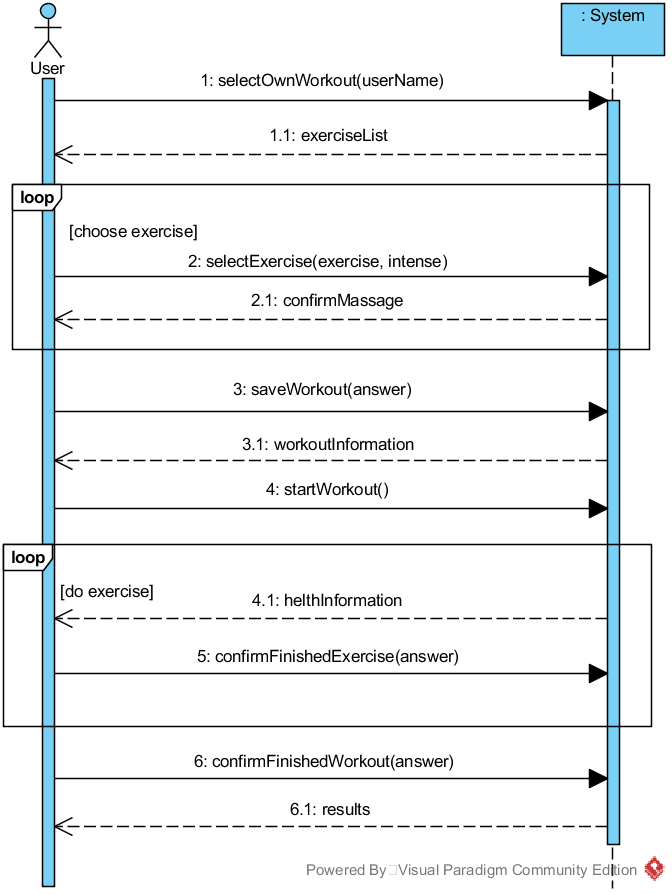 : System
User
1: selectOwnWorkout(userName)
1.1: exerciseList
loop
[choose exercise]
2: selectExercise(exercise, intense)
2.1: confirmMassage
3: saveWorkout(answer)
3.1: workoutInformation
4: startWorkout()
loop
[do exercise]
4.1: helthInformation
5: confirmFinishedExercise(answer)
6: confirmFinishedWorkout(answer)
6.1: results
Powered By Visual Paradigm Community Edition